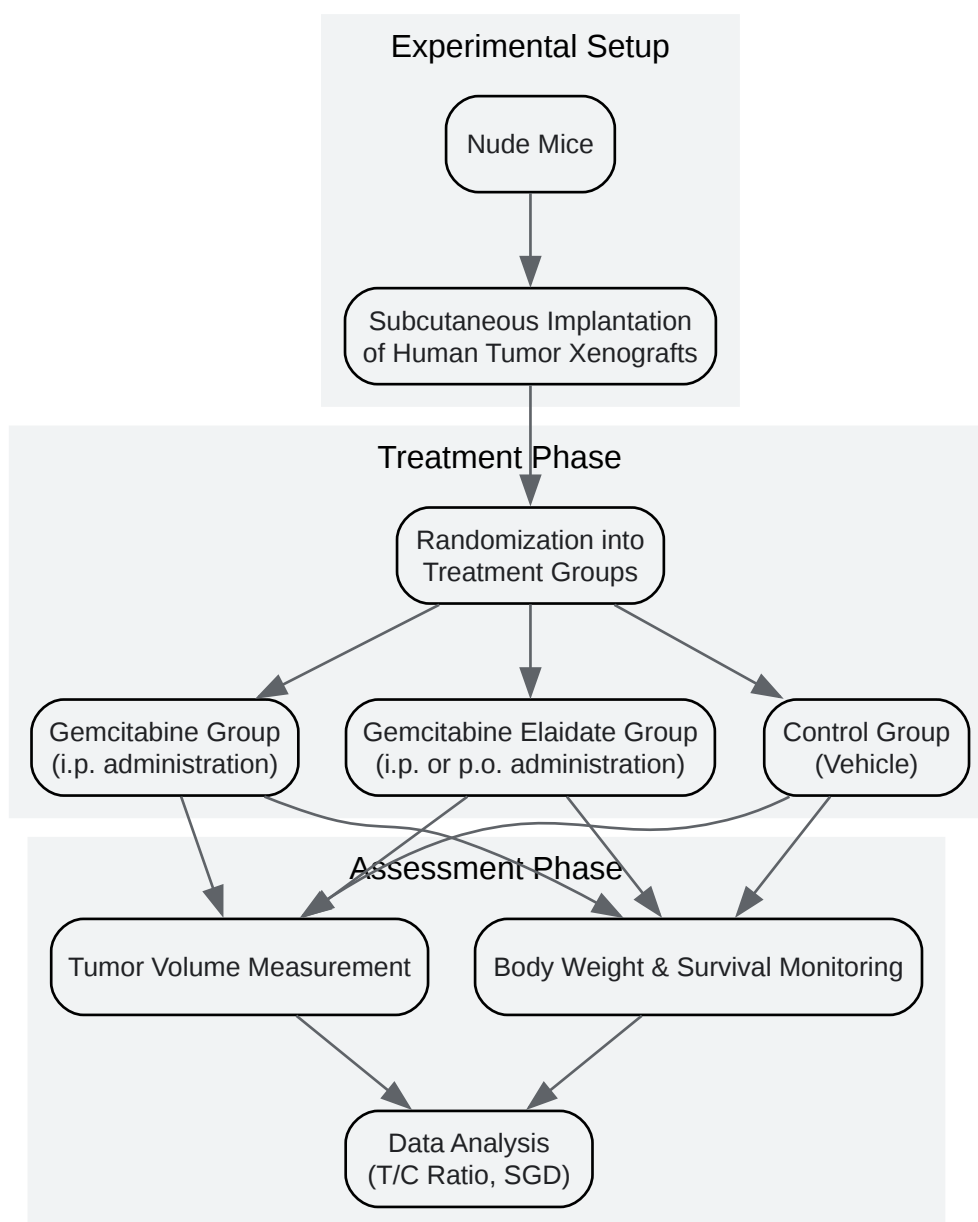 Experimental Setup
Nude Mice
Subcutaneous Implantation
of Human Tumor Xenografts
Treatment Phase
Randomization into
Treatment Groups
Gemcitabine Group
(i.p. administration)
Gemcitabine Elaidate Group
(i.p. or p.o. administration)
Control Group
(Vehicle)
Assessment Phase
Tumor Volume Measurement
Body Weight & Survival Monitoring
Data Analysis
(T/C Ratio, SGD)